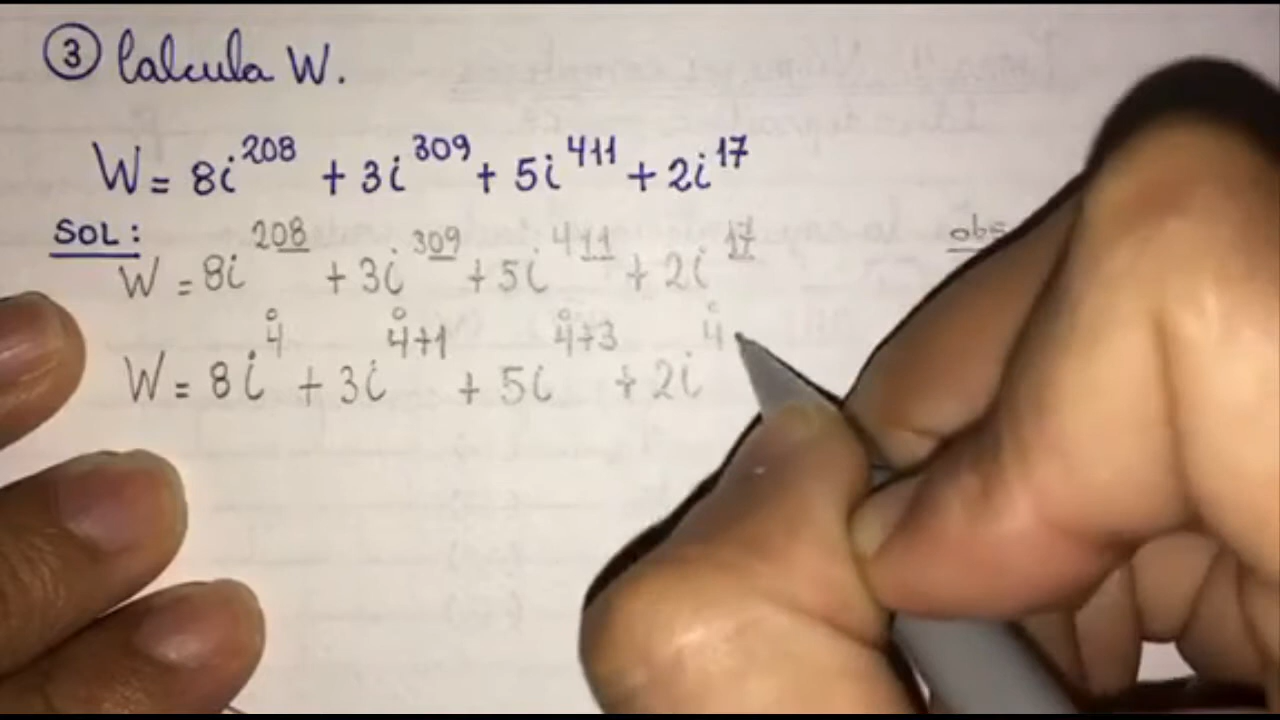 ③ Calcula W.
W = 8i^208 + 3i^309 + 5i^411 + 2i^17
SOL:
obs
W = 8i^208 + 3i^309 + 5i^411 + 2i^17
W = 8i^4̊ + 3i^4̊+1 + 5i^4̊+3 + 2i^4̊